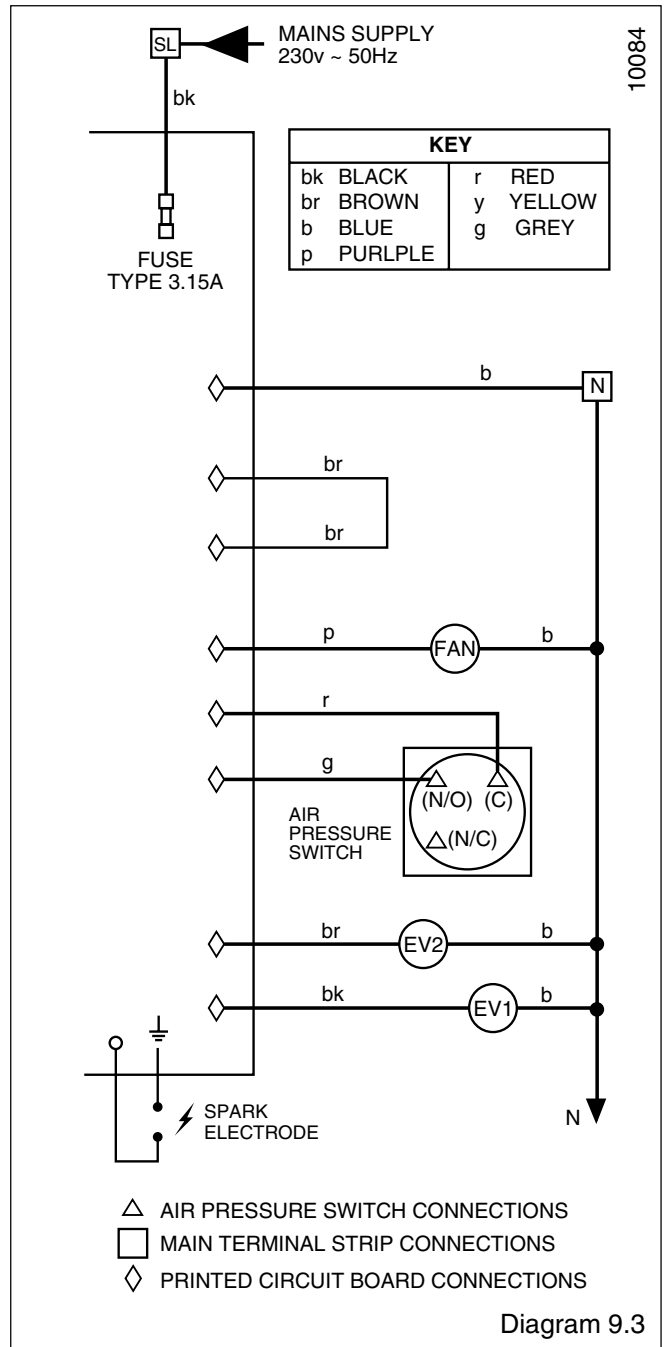 MAINS SUPPLY
230v ~ 50Hz
10084
SL
bk
KEY
bk BLACK r RED
br BROWN y YELLOW
b BLUE g GREY
p PURLPLE
FUSE
TYPE 3.15A
b
N
br
br
p
FAN
b
r
g
(N/O) (C)
AIR
PRESSURE
SWITCH
(N/C)
br
EV2
b
bk
EV1
b
N
SPARK
ELECTRODE
AIR PRESSURE SWITCH CONNECTIONS
MAIN TERMINAL STRIP CONNECTIONS
PRINTED CIRCUIT BOARD CONNECTIONS
Diagram 9.3